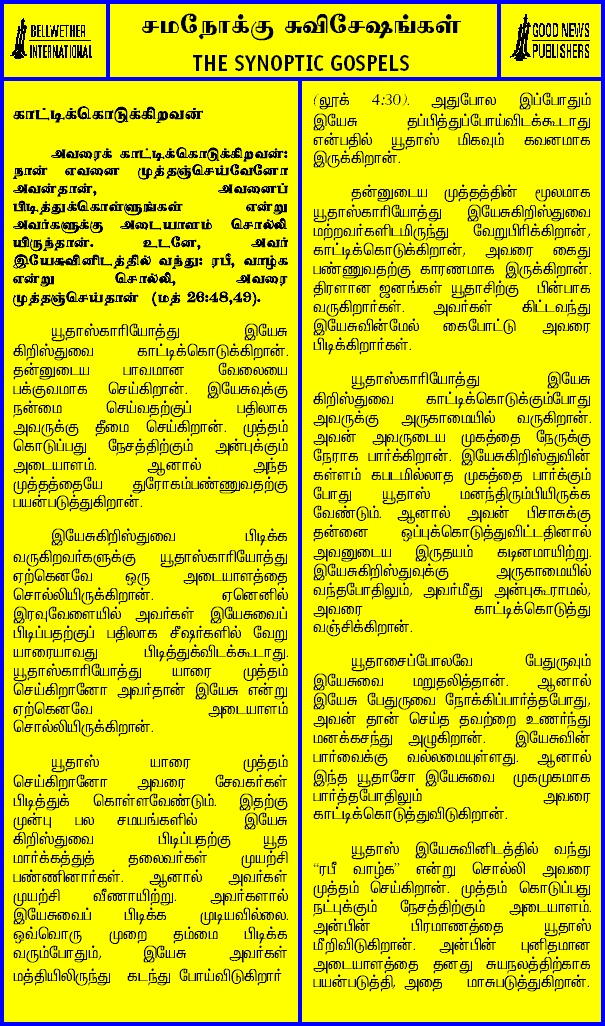 BELLWETHER
INTERNATIONAL
சமநோக்கு சுவிசேஷங்கள்
THE SYNOPTIC GOSPELS
GOOD NEWS
PUBLISHERS
காட்டிக்கொடுக்கிறவன்
அவரைக் காட்டிக்கொடுக்கிறவன்:
நான் எவனை முத்தஞ்செய்வேனோ
அவன்தான், அவனைப்
பிடித்துக்கொள்ளுங்கள் என்று
அவர்களுக்கு அடையாளம் சொல்லி
யிருந்தான். உடனே, அவர்
இயேசுவினிடத்தில் வந்து: ரபீ, வாழ்க
என்று சொல்லி, அவரை
முத்தஞ்செய்தான் (மத் 26:48,49).
யூதாஸ்காரியோத்து இயேசு
கிறிஸ்துவை காட்டிக்கொடுக்கிறான்.
தன்னுடைய பாவமான வேலையை
பக்குவமாக செய்கிறான். இயேசுவுக்கு
நன்மை செய்வதற்குப் பதிலாக
அவருக்கு தீமை செய்கிறான். முத்தம்
கொடுப்பது நேசத்திற்கும் அன்புக்கும்
அடையாளம். ஆனால் அந்த
முத்தத்தையே துரோகம்பண்ணுவதற்கு
பயன்படுத்துகிறான்.
இயேசுகிறிஸ்துவை பிடிக்க
வருகிறவர்களுக்கு யூதாஸ்காரியோத்து
ஏற்கெனவே ஒரு அடையாளத்தை
சொல்லியிருக்கிறான். ஏனெனில்
இரவுவேளையில் அவர்கள் இயேசுவைப்
பிடிப்பதற்குப் பதிலாக சீஷர்களில் வேறு
யாரையாவது பிடித்துக்விடக்கூடாது.
யூதாஸ்காரியோத்து யாரை முத்தம்
செய்கிறானோ அவர்தான் இயேசு என்று
ஏற்கெனவே அடையாளம்
சொல்லியிருக்கிறான்.
யூதாஸ் யாரை முத்தம்
செய்கிறானோ அவரை சேவகர்கள்
பிடித்துக் கொள்ளவேண்டும். இதற்கு
முன்பு பல சமயங்களில் இயேசு
கிறிஸ்துவை பிடிப்பதற்கு யூத
மார்க்கத்துத் தலைவர்கள் முயற்சி
பண்ணினார்கள். ஆனால் அவர்கள்
முயற்சி வீணாயிற்று. அவர்களால்
இயேசுவைப் பிடிக்க முடியவில்லை.
ஒவ்வொரு முறை தம்மை பிடிக்க
வரும்போதும், இயேசு அவர்கள்
மத்தியிலிருந்து கடந்து போய்விடுகிறார்
(லூக் 4:30). அதுபோல இப்போதும்
இயேசு தப்பித்துப்போய்விடக்கூடாது
என்பதில் யூதாஸ் மிகவும் கவனமாக
இருக்கிறான்.
தன்னுடைய முத்தத்தின் மூலமாக
யூதாஸ்காரியோத்து இயேசுகிறிஸ்துவை
மற்றவர்களிடமிருந்து வேறுபிரிக்கிறான்,
காட்டிக்கொடுக்கிறான், அவரை கைது
பண்ணுவதற்கு காரணமாக இருக்கிறான்.
திரளான ஜனங்கள் யூதாசிற்கு பின்பாக
வருகிறார்கள். அவர்கள் கிட்டவந்து
இயேசுவின்மேல் கைபோட்டு அவரை
பிடிக்கிறார்கள்.
யூதாஸ்காரியோத்து இயேசு
கிறிஸ்துவை காட்டிக்கொடுக்கும்போது
அவருக்கு அருகாமையில் வருகிறான்.
அவன் அவருடைய முகத்தை நேருக்கு
நேராக பார்க்கிறான். இயேசுகிறிஸ்துவின்
கள்ளம் கபடமில்லாத முகத்தை பார்க்கும்
போது யூதாஸ் மனந்திரும்பியிருக்க
வேண்டும். ஆனால் அவன் பிசாசுக்கு
தன்னை ஒப்புக்கொடுத்துவிட்டதினால்
அவனுடைய இருதயம் கடினமாயிற்று.
இயேசுகிறிஸ்துவுக்கு அருகாமையில்
வந்தபோதிலும், அவர்மீது அன்புகூராமல்,
அவரை காட்டிக்கொடுத்து
வஞ்சிக்கிறான்.
யூதாசைப்போலவே பேதுருவும்
இயேசுவை மறுதலித்தான். ஆனால்
இயேசு பேதுருவை நோக்கிப்பார்த்தபோது,
அவன் தான் செய்த தவற்றை உணர்ந்து
மனக்கசந்து அழுகிறான். இயேசுவின்
பார்வைக்கு வல்லமையுள்ளது. ஆனால்
இந்த யூதாசோ இயேசுவை முகமுகமாக
பார்த்தபோதிலும் அவரை
காட்டிக்கொடுத்துவிடுகிறான்.
யூதாஸ் இயேசுவினிடத்தில் வந்து
“ரபீ வாழ்க” என்று சொல்லி அவரை
முத்தம் செய்கிறான். முத்தம் கொடுப்பது
நட்புக்கும் நேசத்திற்கும் அடையாளம்.
அன்பின் பிரமாணத்தை யூதாஸ்
மீறிவிடுகிறான். அன்பின் புனிதமான
அடையாளத்தை தனது சுயநலத்திற்காக
பயன்படுத்தி, அதை மாசுபடுத்துகிறான்.